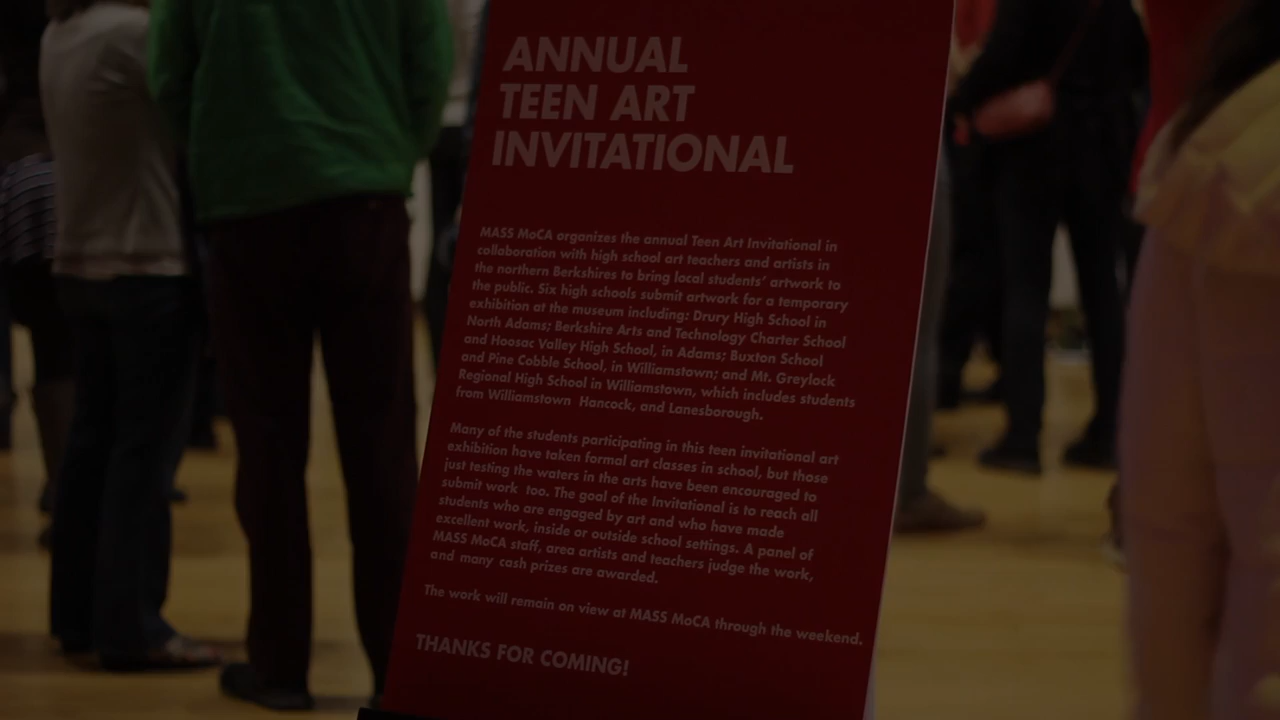 ANNUAL
TEEN ART
INVITATIONAL
MASS MoCA organizes the annual Teen Art Invitational in
collaboration with high school art teachers and artists in
the northern Berkshires to bring local students' artwork to
the public. Six high schools submit artwork for a temporary
exhibition at the museum including: Drury High School in
North Adams; Berkshire Arts and Technology Charter School
and Hoosac Valley High School, in Adams; Buxton School
and Pine Cobble School, in Williamstown; and Mt. Greylock
Regional High School in Williamstown, which includes students
from Williamstown Hancock, and Lanesborough.
Many of the students participating in this teen invitational art
exhibition have taken formal art classes in school, but those
just testing the waters in the arts have been encouraged to
submit work too. The goal of the Invitational is to reach all
students who are engaged by art and who have made
excellent work, inside or outside school settings. A panel of
MASS MoCA staff, area artists and teachers judge the work,
and many cash prizes are awarded.
The work will remain on view at MASS MoCA through the weekend.
THANKS FOR COMING!